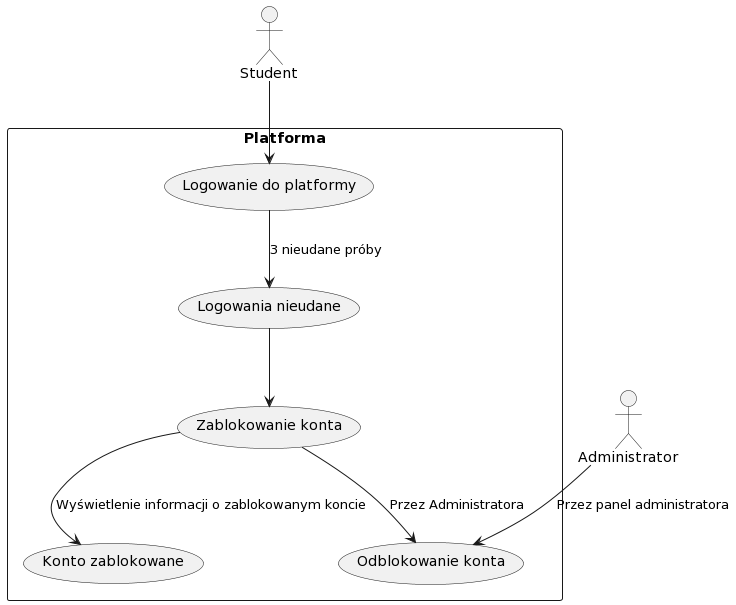 Student
Platforma
Logowanie do platformy
3 nieudane próby
Logowania nieudane
Zablokowanie konta
Administrator
Wyświetlenie informacji o zablokowanym koncie
Przez Administratora
Przez panel administratora
Konto zablokowane
Odblokowanie konta